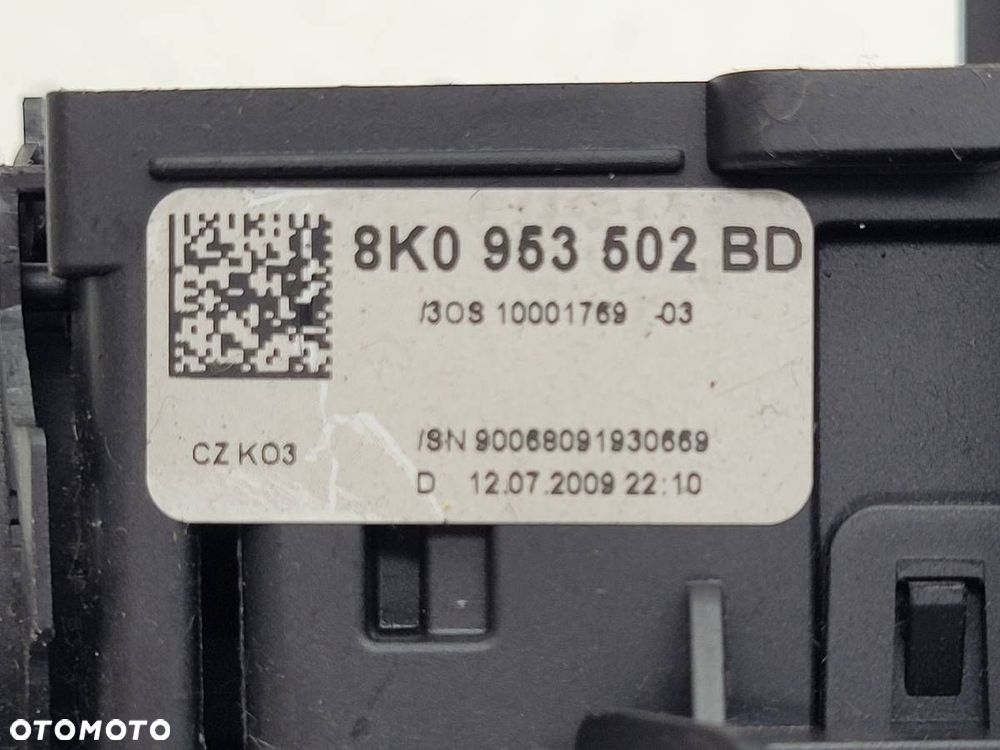 8K0 953 502 BD
/3OS 10001769 -03
/SN 90068091930669
CZ K03
D 12.07.2009 22:10
OTOMOTO